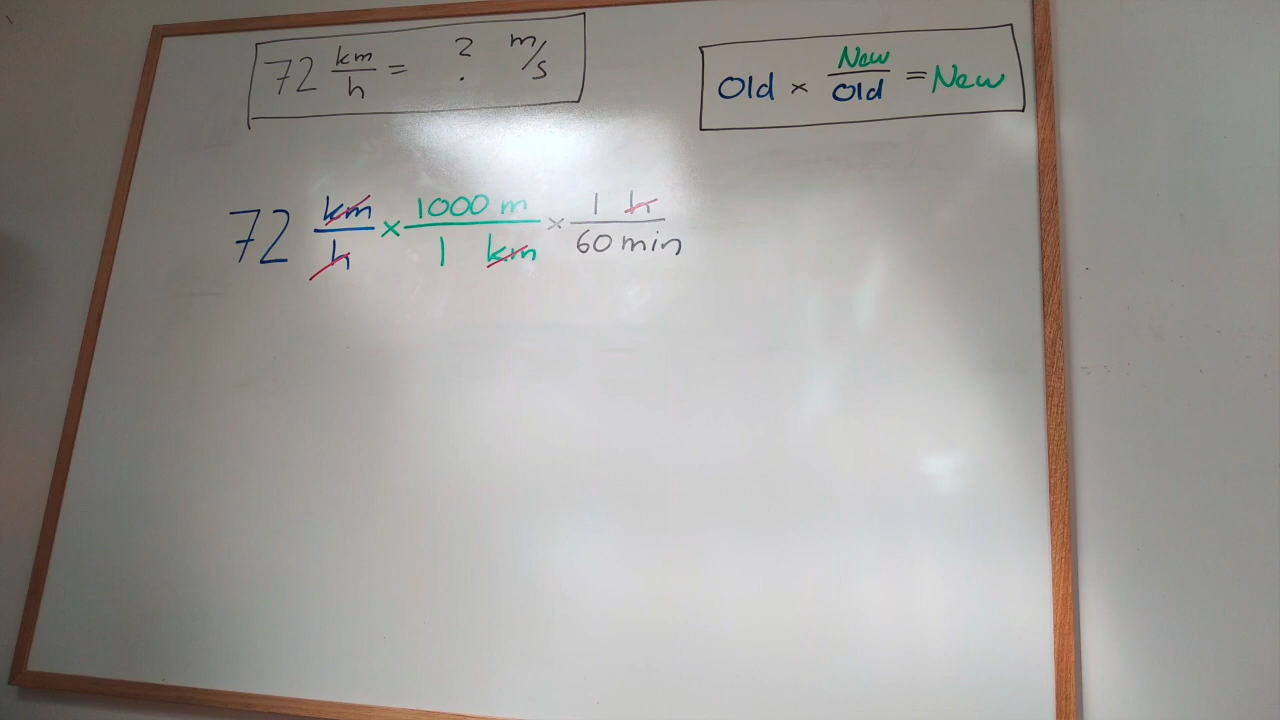 72 km/h = ? m/s
Old × New/Old = New
72 km/h × 1000 m/1 km × 1 h/60 min